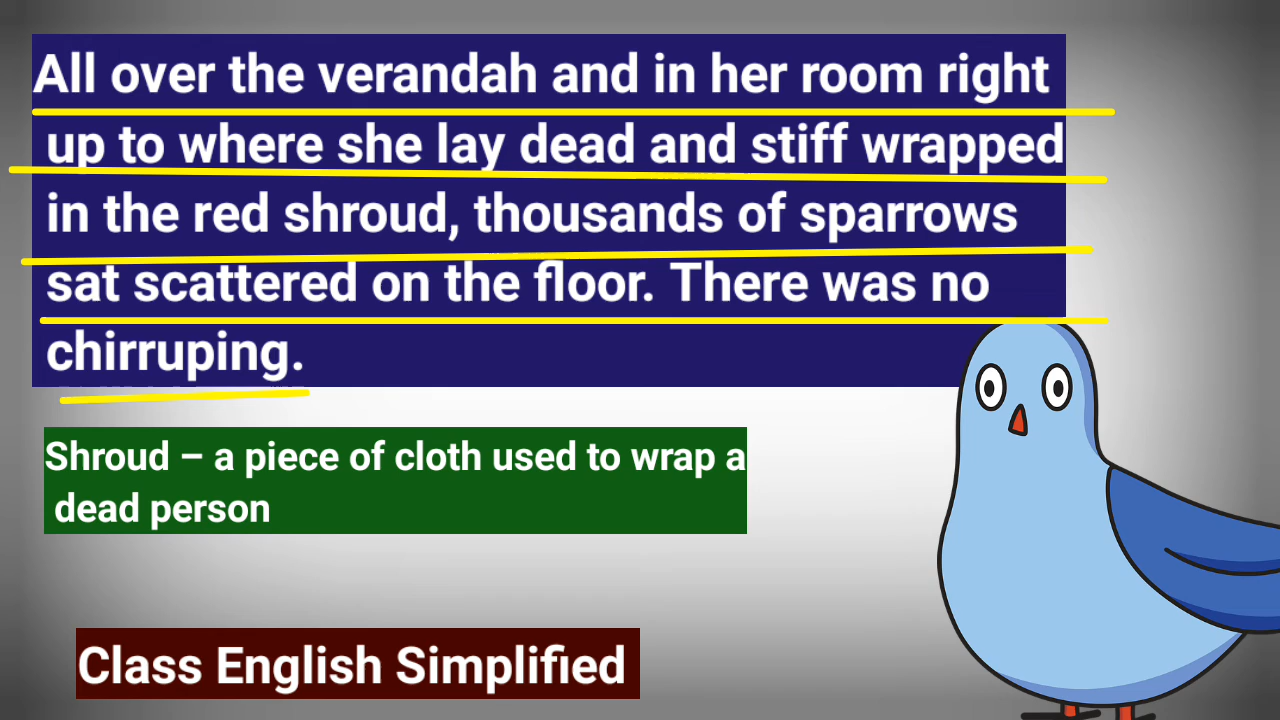 All over the verandah and in her room right
up to where she lay dead and stiff wrapped
in the red shroud, thousands of sparrows
sat scattered on the floor. There was no
chirruping.
Shroud – a piece of cloth used to wrap a
dead person
Class English Simplified